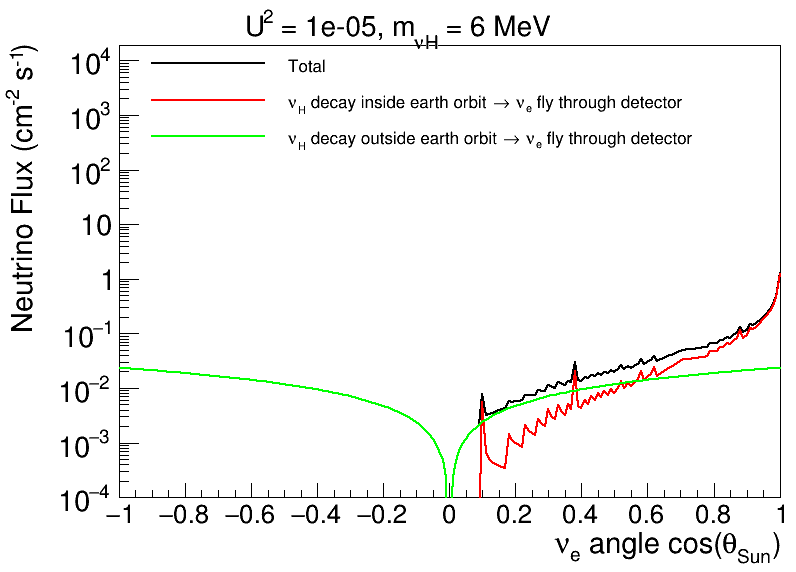 U² = 1e-05, m_νH = 6 MeV
Neutrino Flux (cm⁻² s⁻¹)
Total
ν_H decay inside earth orbit → ν_e fly through detector
ν_H decay outside earth orbit → ν_e fly through detector
10⁴
10³
10²
10
1
10⁻¹
10⁻²
10⁻³
10⁻⁴
−1 −0.8 −0.6 −0.4 −0.2 0 0.2 0.4 0.6 0.8 1
ν_e angle cos(θ_Sun)